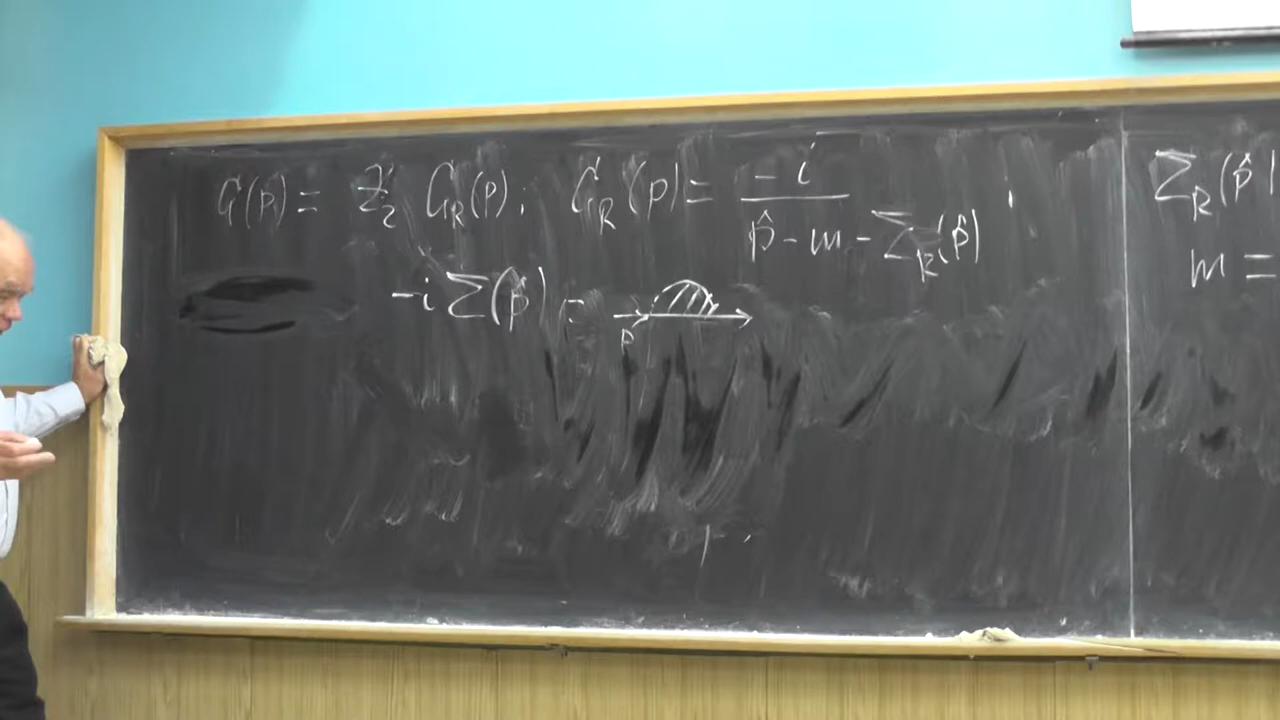 G(p) = Z₂ G_R(p); G_R(p) = -i / (p̂ - m - Σ_R(p̂)) ;
-i Σ(p̂) =
p
Σ_R(p̂
m =